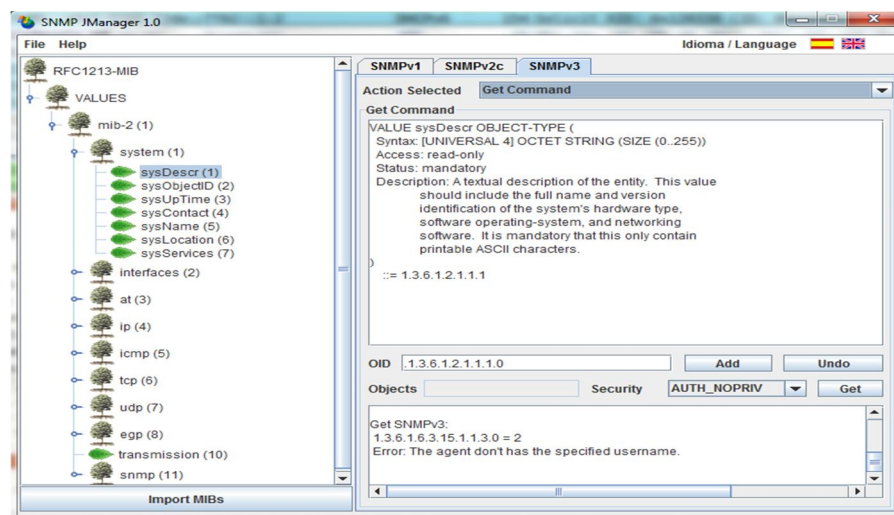 SNMP JManager 1.0
File Help
Idioma / Language
RFC1213-MIB
VALUES
mib-2 (1)
system (1)
sysDescr (1)
sysObjectID (2)
sysUpTime (3)
sysContact (4)
sysName (5)
sysLocation (6)
sysServices (7)
interfaces (2)
at (3)
ip (4)
icmp (5)
tcp (6)
udp (7)
egp (8)
transmission (10)
snmp (11)
Import MIBs
SNMPv1 SNMPv2c SNMPv3
Action Selected Get Command
Get Command
VALUE sysDescr OBJECT-TYPE (
Syntax: [UNIVERSAL 4] OCTET STRING (SIZE (0..255))
Access: read-only
Status: mandatory
Description: A textual description of the entity. This value
should include the full name and version
identification of the system's hardware type,
software operating-system, and networking
software. It is mandatory that this only contain
printable ASCII characters.
)
::= 1.3.6.1.2.1.1.1
OID .1.3.6.1.2.1.1.1.0 Add Undo
Objects Security AUTH_NOPRIV Get
Get SNMPv3:
1.3.6.1.6.3.15.1.1.3.0 = 2
Error: The agent don't has the specified username.